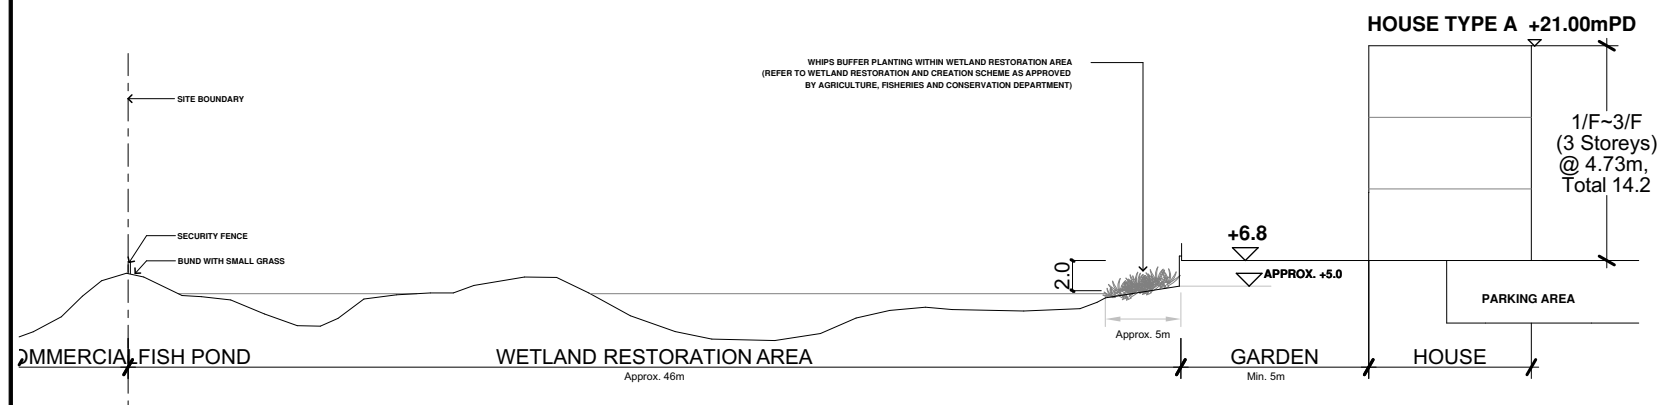 HOUSE TYPE A +21.00mPD
WHIPS BUFFER PLANTING WITHIN WETLAND RESTORATION AREA
(REFER TO WETLAND RESTORATION AND CREATION SCHEME AS APPROVED
BY AGRICULTURE, FISHERIES AND CONSERVATION DEPARTMENT)
SITE BOUNDARY
1/F~3/F
(3 Storeys)
@ 4.73m,
Total 14.2
SECURITY FENCE
BUND WITH SMALL GRASS
+6.8
2.0
APPROX. +5.0
PARKING AREA
Approx. 5m
OMMERCIAL FISH POND
WETLAND RESTORATION AREA
GARDEN
HOUSE
Approx. 46m
Min. 5m